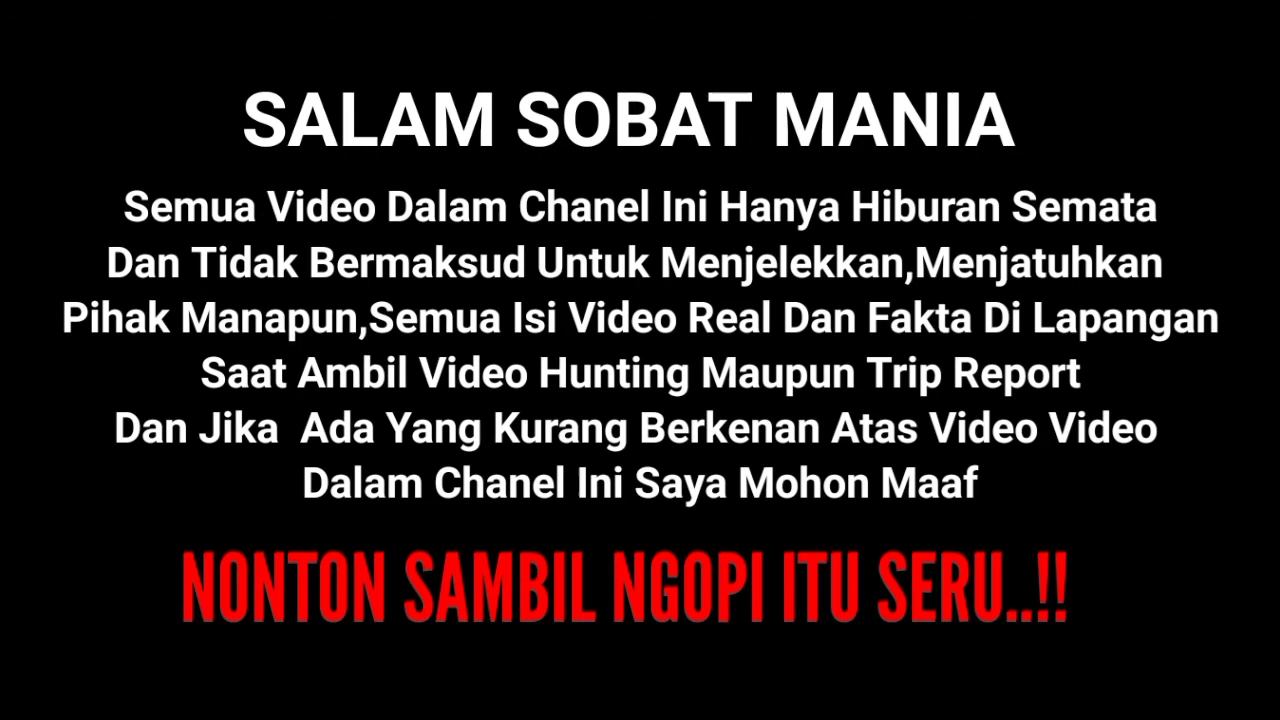 SALAM SOBAT MANIA
Semua Video Dalam Chanel Ini Hanya Hiburan Semata
Dan Tidak Bermaksud Untuk Menjelekkan,Menjatuhkan
Pihak Manapun,Semua Isi Video Real Dan Fakta Di Lapangan
Saat Ambil Video Hunting Maupun Trip Report
Dan Jika  Ada Yang Kurang Berkenan Atas Video Video
Dalam Chanel Ini Saya Mohon Maaf
NONTON SAMBIL NGOPI ITU SERU..!!